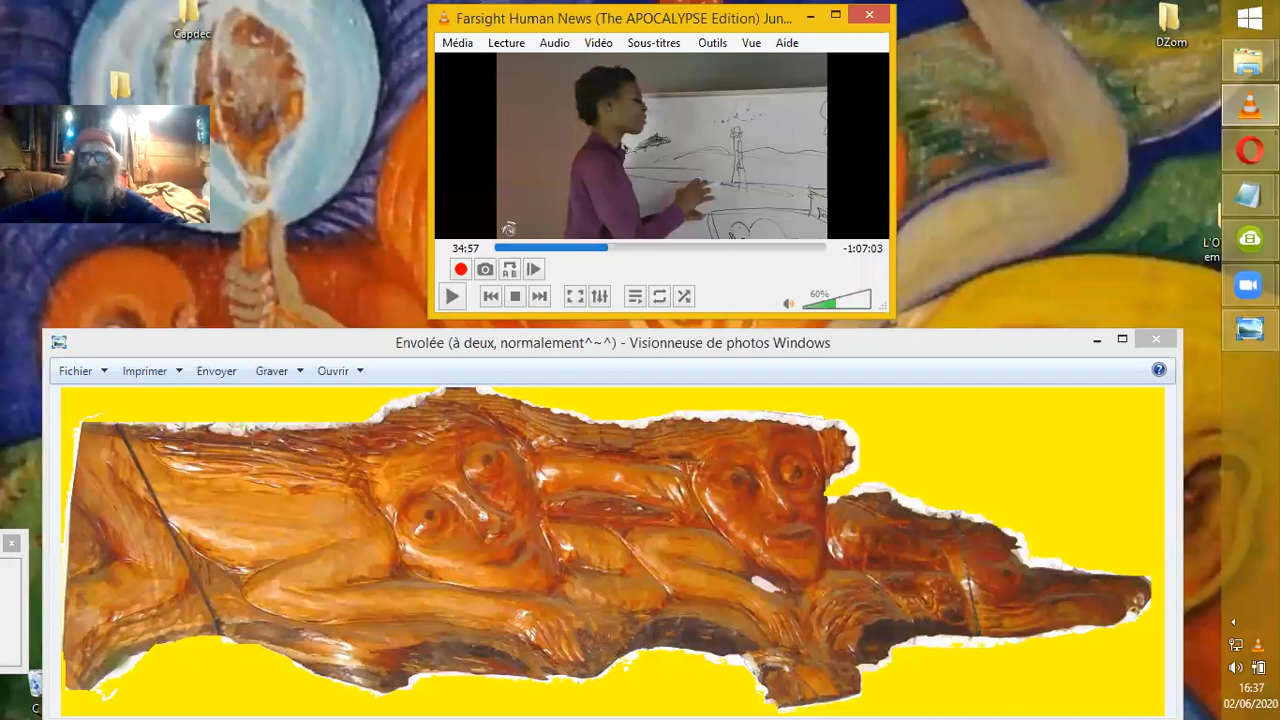 Capdec
Farsight Human News (The APOCALYPSE Edition) Jun...
Média Lecture Audio Vidéo Sous-titres Outils Vue Aide
DZom
34:57
-1:07:03
A B
60%
L'O
em
Envolée (à deux, normalement^~^) - Visionneuse de photos Windows
Fichier Imprimer Envoyer Graver Ouvrir
C
16:37
02/06/2020